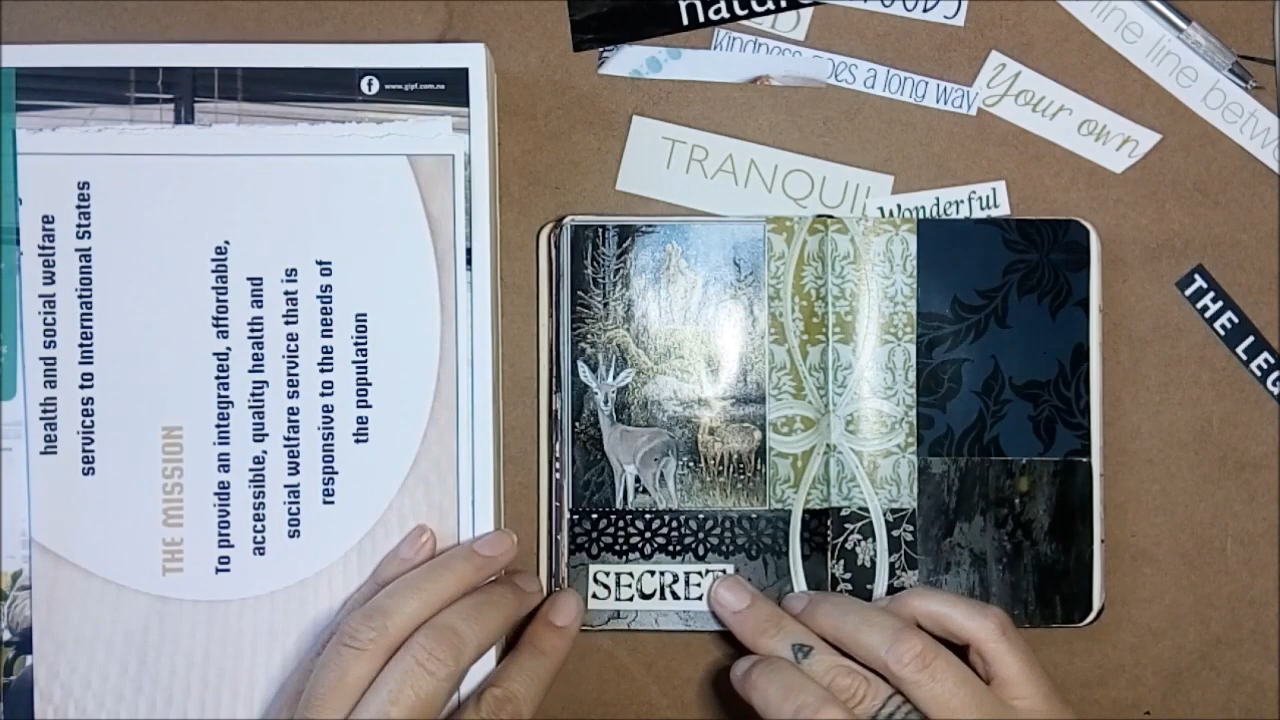 www.gipf.com.na
health and social welfare
services to International States
THE MISSION
To provide an integrated, affordable,
accessible, quality health and
social welfare service that is
responsive to the needs of
the population
nature
kindness goes a long way
Your own
line line betw
TRANQUIL
Wonderful
THE LEG
SECRET